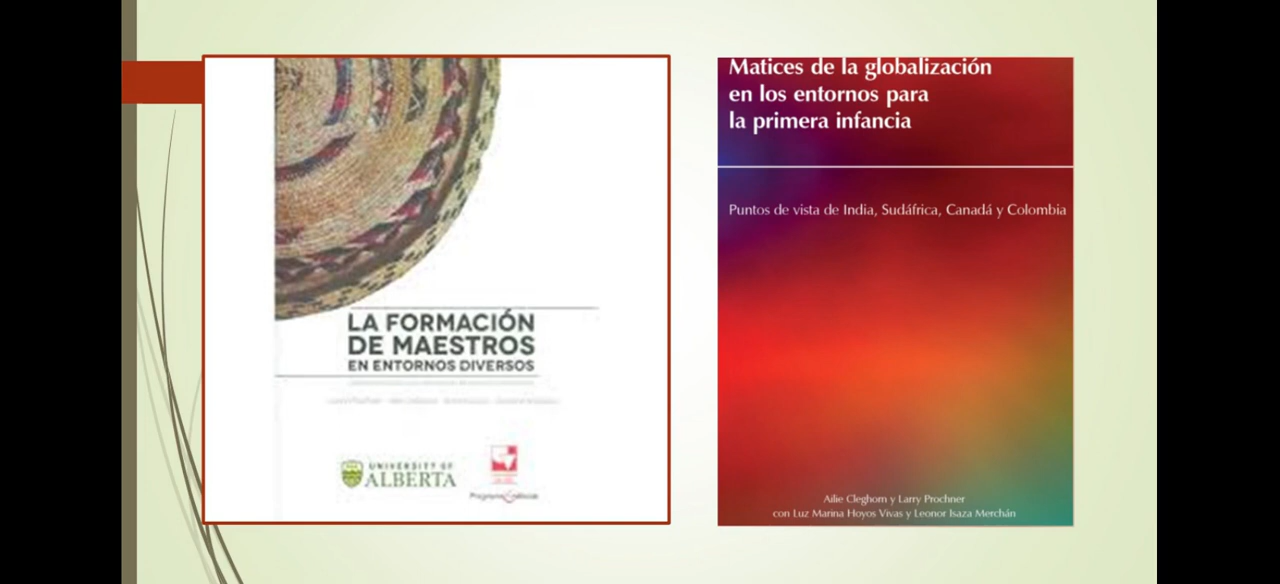 LA FORMACIÓN
DE MAESTROS
EN ENTORNOS DIVERSOS
UNIVERSITY OF
ALBERTA
Programa Editorial
Matices de la globalización
en los entornos para
la primera infancia
Puntos de vista de India, Sudáfrica, Canadá y Colombia
Ailie Cleghorn y Larry Prochner
con Luz Marina Hoyos Vivas y Leonor Isaza Merchán